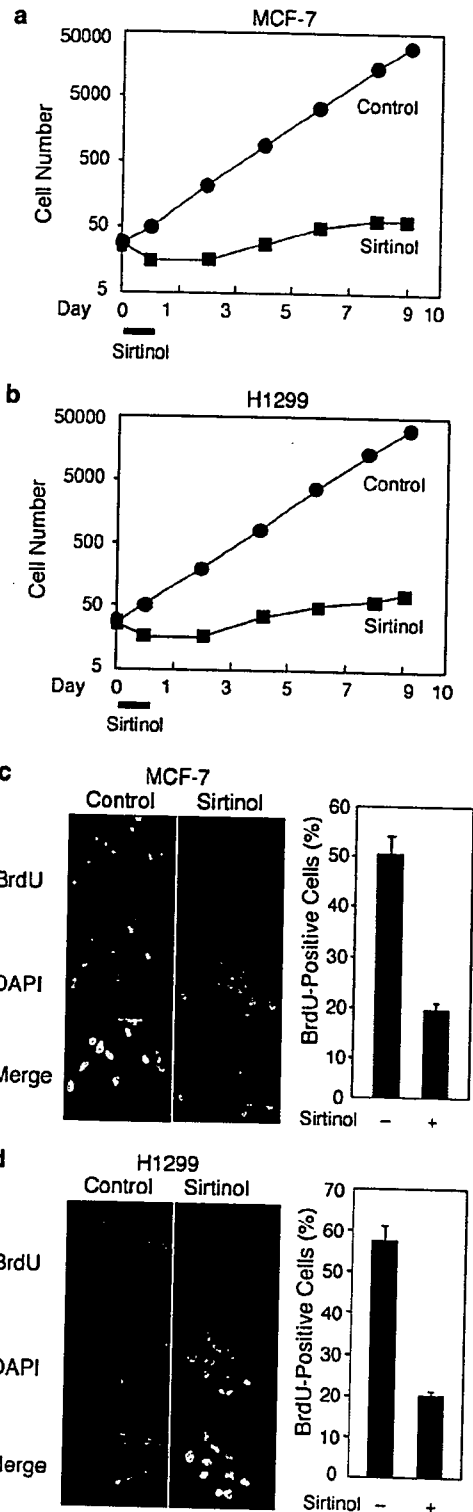 a
MCF-7
50000
5000
500
50
5
Cell Number
Control
Sirtinol
Day 0 1 3 5 7 9 10
Sirtinol
b
H1299
50000
5000
500
50
5
Cell Number
Control
Sirtinol
Day 0 1 3 5 7 9 10
Sirtinol
c
MCF-7
Control Sirtinol
BrdU
DAPI
Merge
60
50
40
30
20
10
0
BrdU-Positive Cells (%)
Sirtinol − +
d
H1299
Control Sirtinol
BrdU
DAPI
Merge
70
60
50
40
30
20
10
0
BrdU-Positive Cells (%)
Sirtinol − +